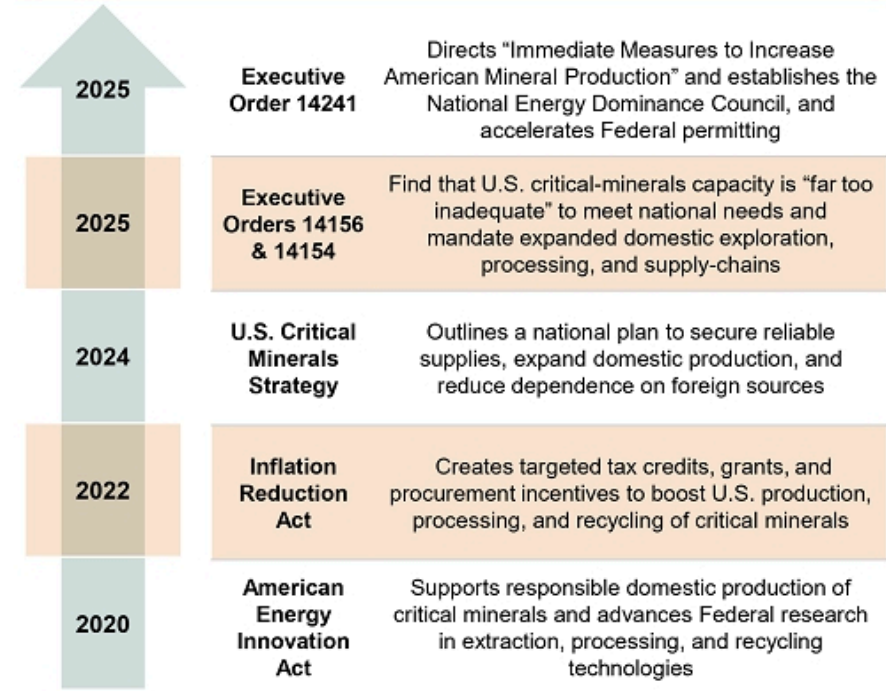 2025
Executive
Order 14241
Directs “Immediate Measures to Increase
American Mineral Production” and establishes the
National Energy Dominance Council, and
accelerates Federal permitting
2025
Executive
Orders 14156
& 14154
Find that U.S. critical-minerals capacity is “far too
inadequate” to meet national needs and
mandate expanded domestic exploration,
processing, and supply-chains
2024
U.S. Critical
Minerals
Strategy
Outlines a national plan to secure reliable
supplies, expand domestic production, and
reduce dependence on foreign sources
2022
Inflation
Reduction
Act
Creates targeted tax credits, grants, and
procurement incentives to boost U.S. production,
processing, and recycling of critical minerals
2020
American
Energy
Innovation
Act
Supports responsible domestic production of
critical minerals and advances Federal research
in extraction, processing, and recycling
technologies